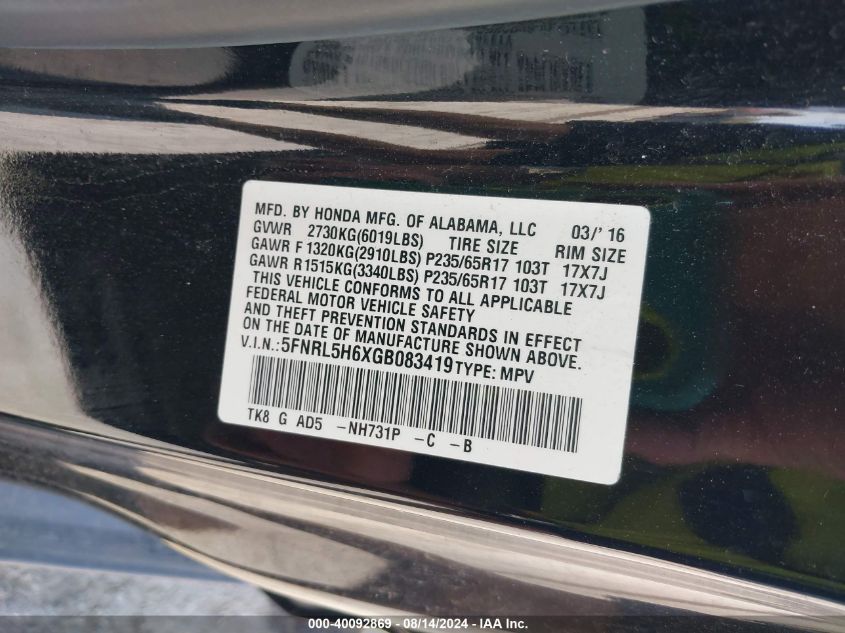 MFD. BY HONDA MFG. OF ALABAMA, LLC 03/'16
GVWR 2730KG(6019LBS) TIRE SIZE RIM SIZE
GAWR F 1320KG(2910LBS) P235/65R17 103T 17X7J
GAWR R1515KG(3340LBS) P235/65R17 103T 17X7J
THIS VEHICLE CONFORMS TO ALL APPLICABLE
FEDERAL MOTOR VEHICLE SAFETY
AND THEFT PREVENTION STANDARDS IN EFFECT
ON THE DATE OF MANUFACTURE SHOWN ABOVE.
V.I.N.: 5FNRL5H6XGB083419 TYPE: MPV
TK8 G AD5 -NH731P -C -B
000-40092869 - 08/14/2024 - IAA Inc.